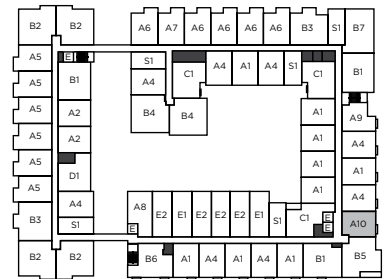 B2 B2 A6 A7 A6 A6 A6 A6 B3 S1 B7
A5 E B1 S1 C1 A4 A1 A4 S1 C1 B1
A5 A4
A5 A2 B4 B4 A1 A9
A5 A2 A1 A4
A5 D1 A1 A1
A5 A4 A8 E2 E1 E2 E2 E2 E1 A1 A4
B3 S1 E S1 C1 E E A10
B2 B2 B6 A1 A4 A1 A4 A1 B1 B5